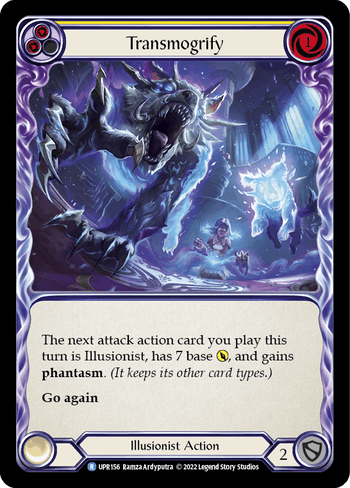 Transmogrify
1
The next attack action card you play this
turn is Illusionist, has 7 base , and gains
phantasm. (It keeps its other card types.)
Go again
Illusionist Action
2
R UPR156 Ramza Ardyputra © 2022 Legend Story Studios